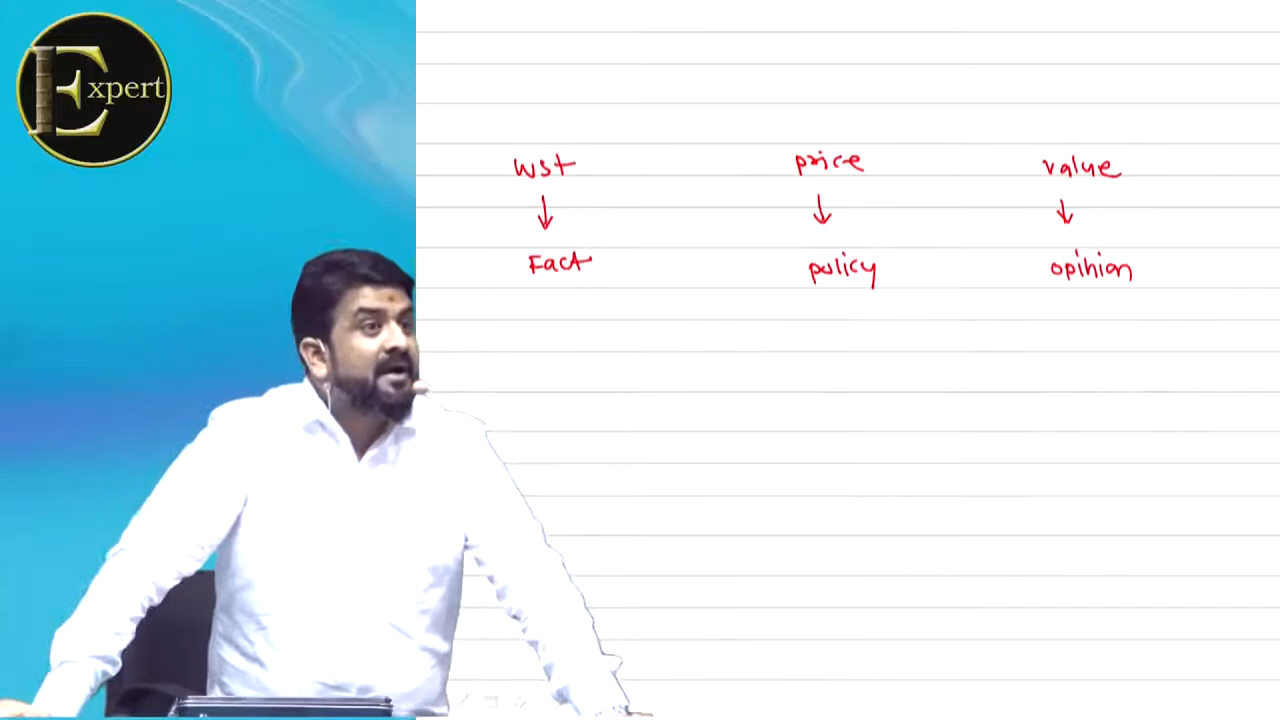 Expert
cost price value
↓ ↓ ↓
Fact policy opinion